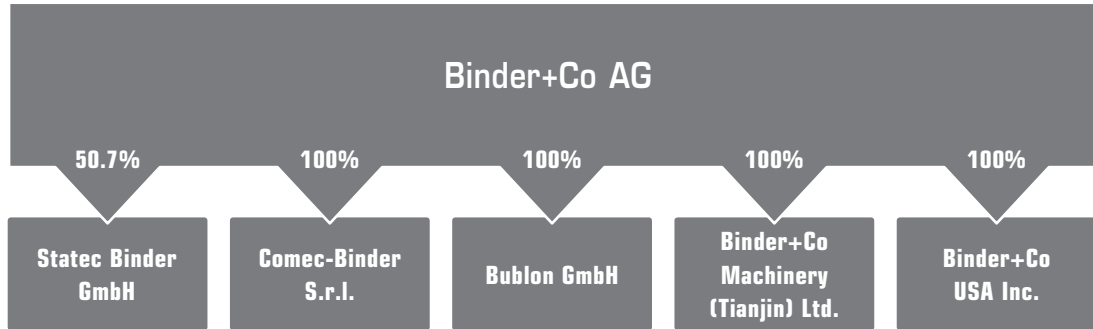 Binder+Co AG
50.7%
100%
100%
100%
100%
Statec Binder
GmbH
Comec-Binder
S.r.l.
Bublon GmbH
Binder+Co
Machinery
(Tianjin) Ltd.
Binder+Co
USA Inc.